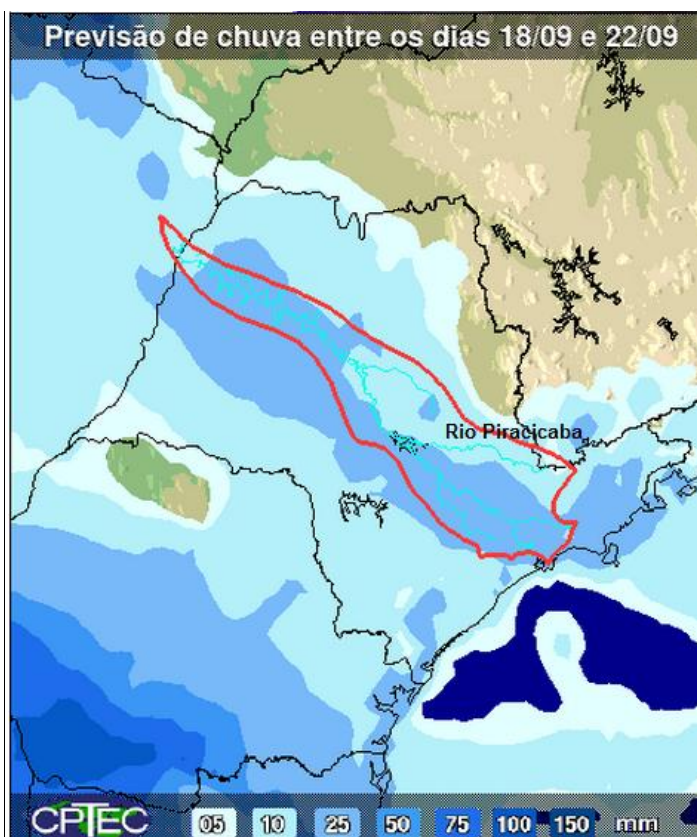 Previsão de chuva entre os dias 18/09 e 22/09
Rio Piracicaba
CPTEC 05 10 25 50 75 100 150 mm